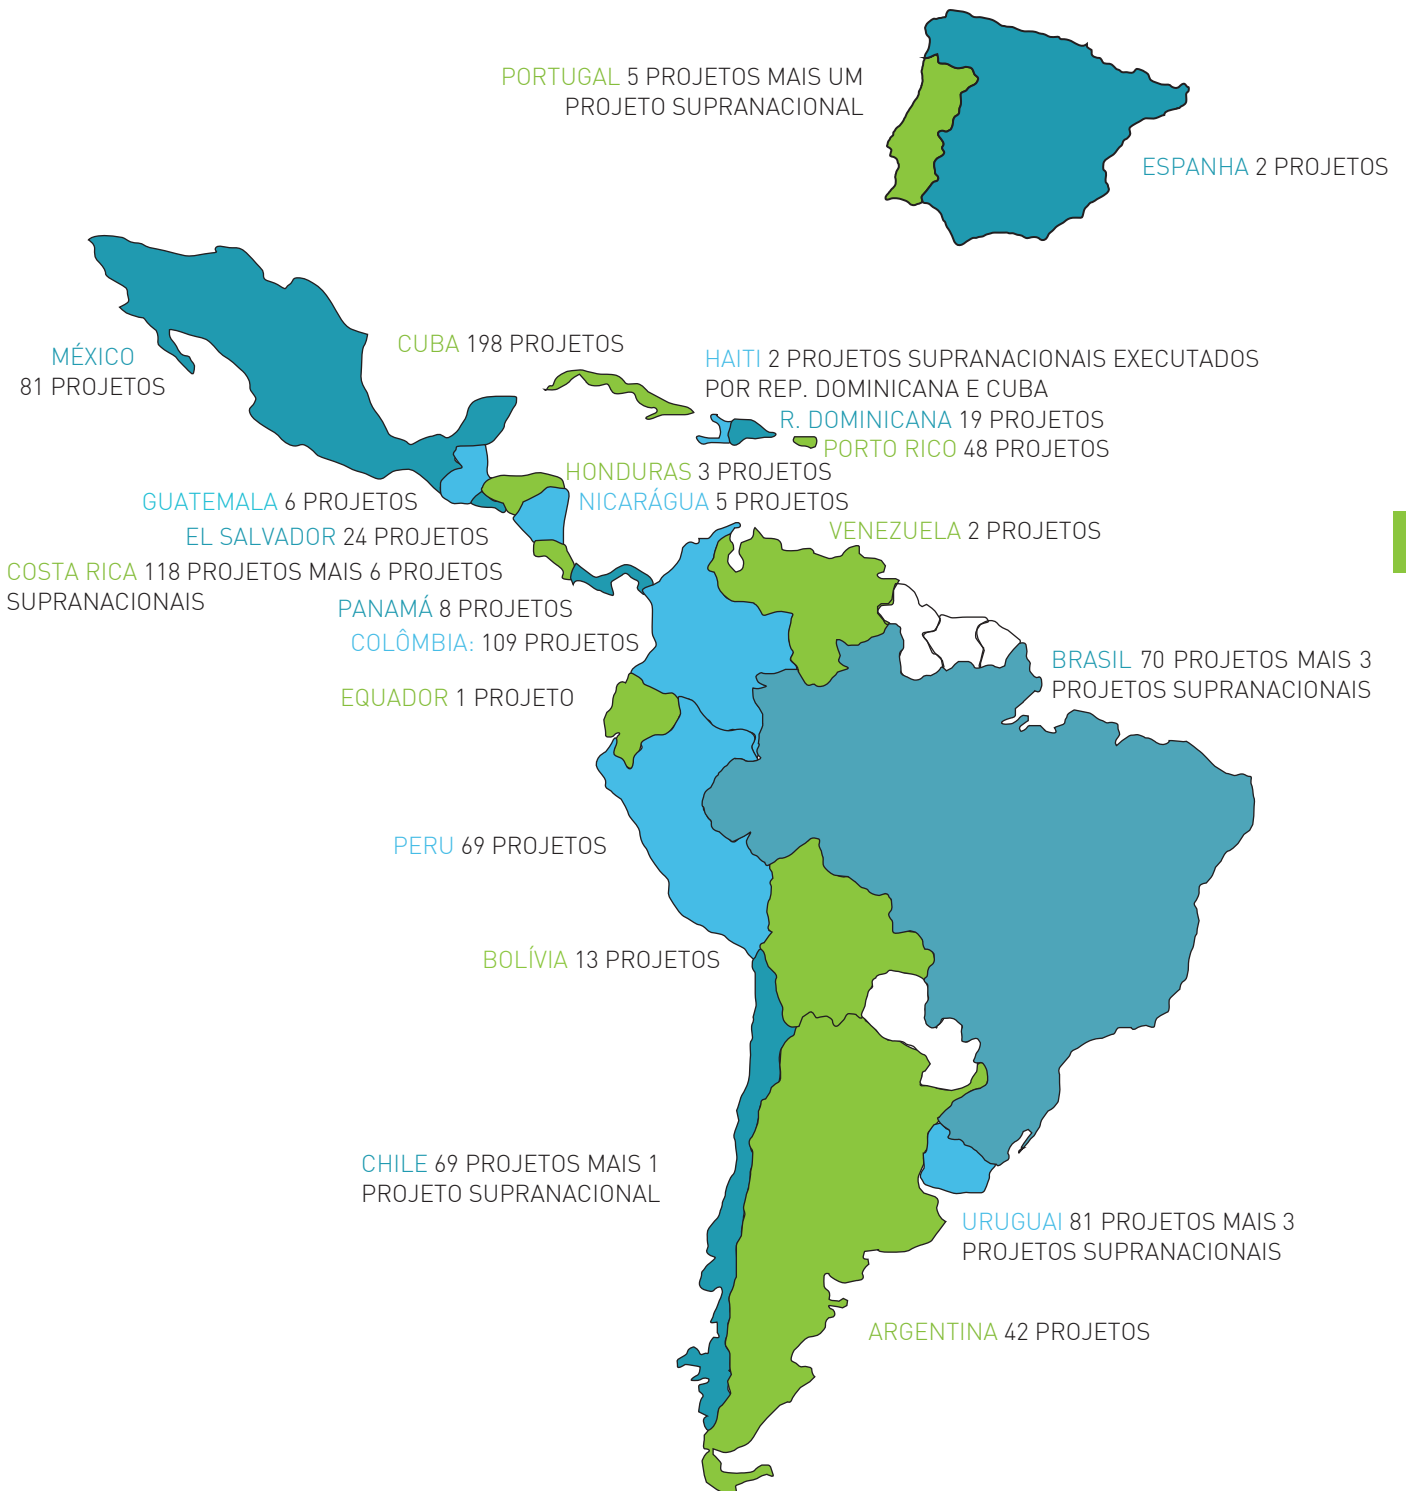 PORTUGAL 5 PROJETOS MAIS UM
PROJETO SUPRANACIONAL
ESPANHA 2 PROJETOS
MÉXICO
81 PROJETOS
CUBA 198 PROJETOS
HAITI 2 PROJETOS SUPRANACIONAIS EXECUTADOS
POR REP. DOMINICANA E CUBA
R. DOMINICANA 19 PROJETOS
PORTO RICO 48 PROJETOS
HONDURAS 3 PROJETOS
GUATEMALA 6 PROJETOS
NICARÁGUA 5 PROJETOS
EL SALVADOR 24 PROJETOS
VENEZUELA 2 PROJETOS
COSTA RICA 118 PROJETOS MAIS 6 PROJETOS
SUPRANACIONAIS
PANAMÁ 8 PROJETOS
COLÔMBIA: 109 PROJETOS
BRASIL 70 PROJETOS MAIS 3
PROJETOS SUPRANACIONAIS
EQUADOR 1 PROJETO
PERU 69 PROJETOS
BOLÍVIA 13 PROJETOS
CHILE 69 PROJETOS MAIS 1
PROJETO SUPRANACIONAL
URUGUAI 81 PROJETOS MAIS 3
PROJETOS SUPRANACIONAIS
ARGENTINA 42 PROJETOS